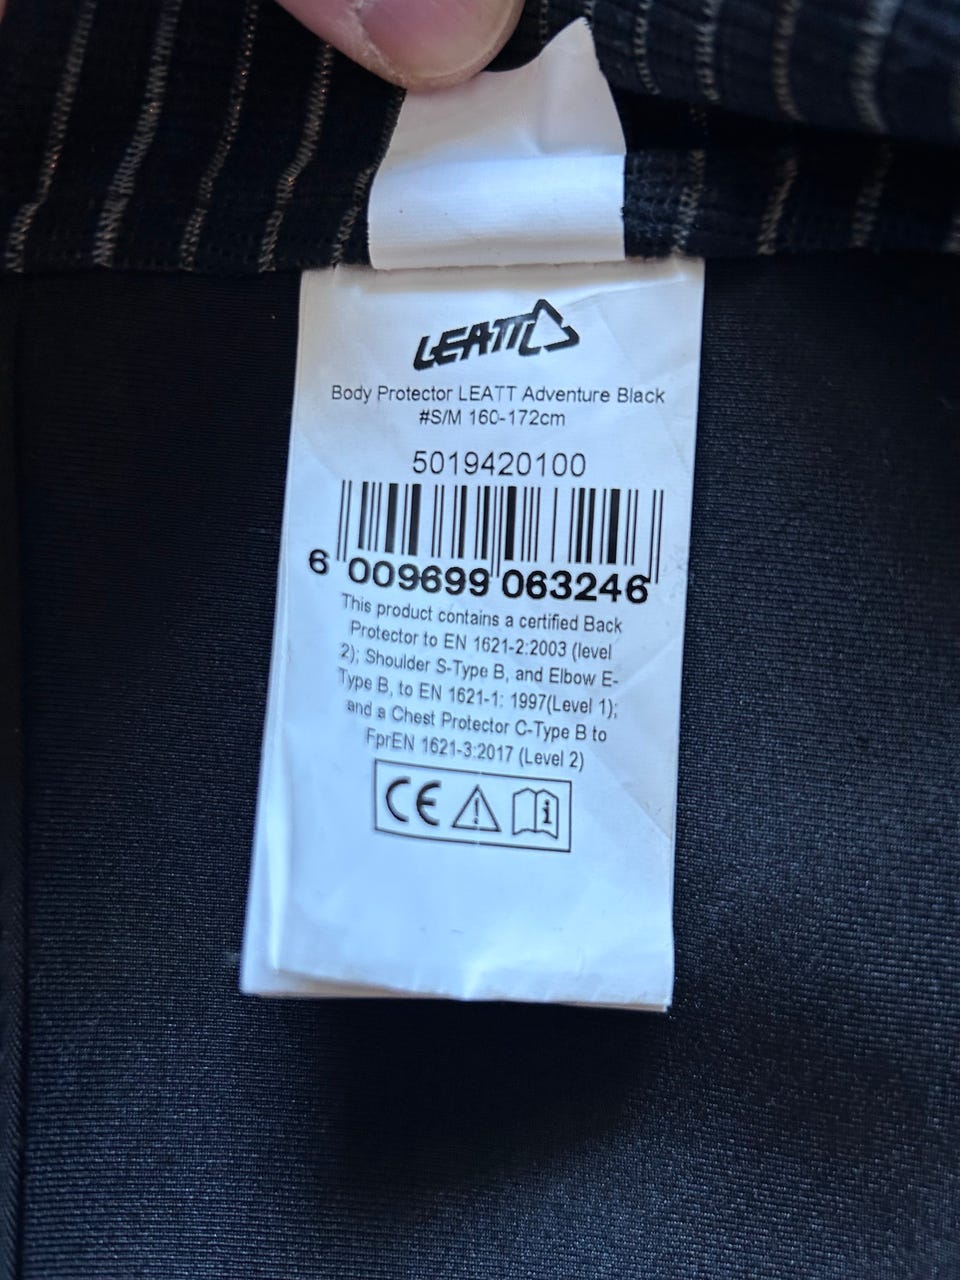 LEATT
Body Protector LEATT Adventure Black
#S/M 160-172cm
5019420100
6 009699 063246
This product contains a certified Back
Protector to EN 1621-2:2003 (level
2); Shoulder S-Type B, and Elbow E-
Type B, to EN 1621-1: 1997(Level 1);
and a Chest Protector C-Type B to
FprEN 1621-3:2017 (Level 2)
CE